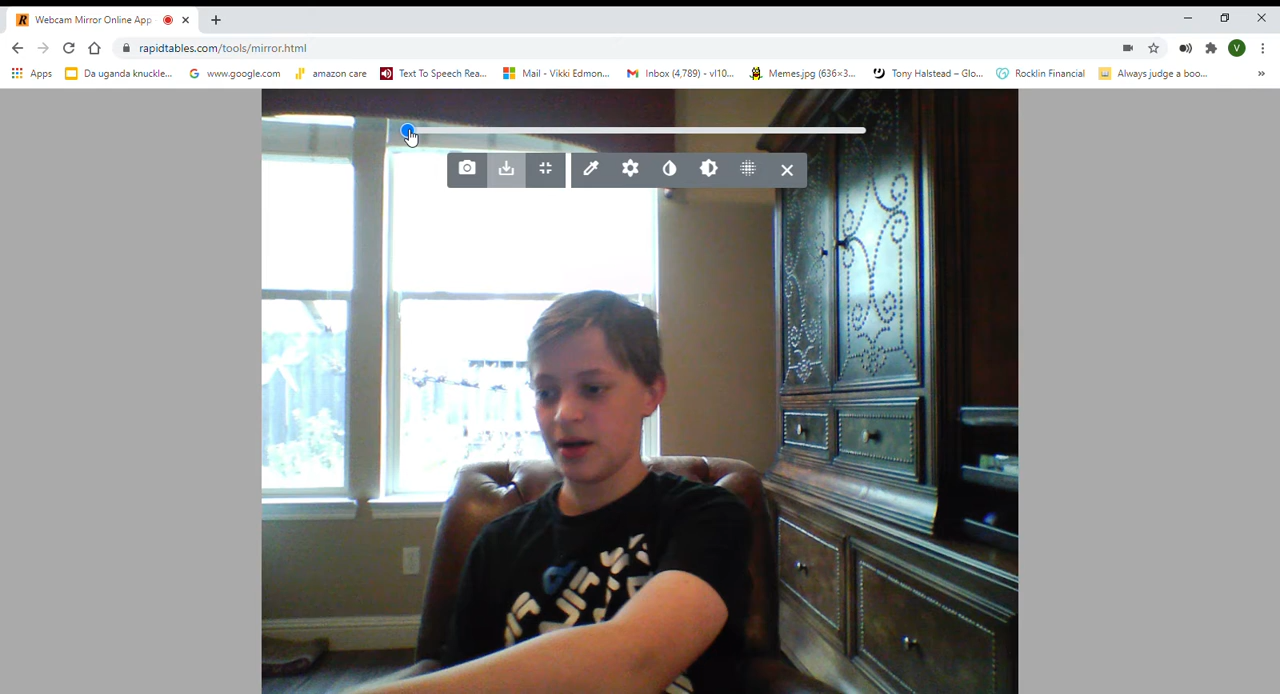 Webcam Mirror Online App
rapidtables.com/tools/mirror.html
V
Apps
Da uganda knuckle...
www.google.com
amazon care
Text To Speech Rea...
Mail - Vikki Edmon...
Inbox (4,789) - vl10...
Memes.jpg (636×3...
Tony Halstead – Glo...
Rocklin Financial
Always judge a boo...